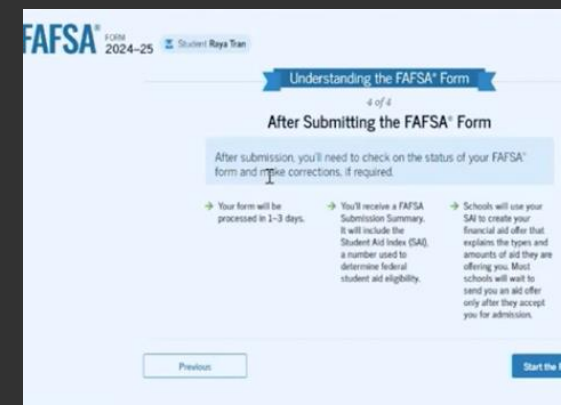 FAFSA® FORM 2024–25 Student Raya Tran
Understanding the FAFSA® Form
4 of 4
After Submitting the FAFSA® Form
After submission, you'll need to check on the status of your FAFSA®
form and make corrections, if required.
Your form will be
processed in 1–3 days.
You'll receive a FAFSA
Submission Summary.
It will include the
Student Aid Index (SAI),
a number used to
determine federal
student aid eligibility.
Schools will use your
SAI to create your
financial aid offer that
explains the types and
amounts of aid they are
offering you. Most
schools will wait to
send you an aid offer
only after they accept
you for admission.
Previous
Start the